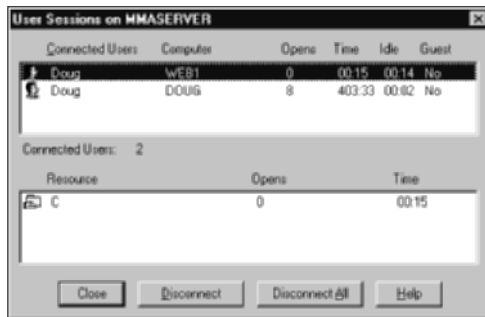 User Sessions on MMASERVER
Connected Users Computer Opens Time Idle Guest
Doug WEB1 0 00:15 00:14 No
Doug DOUG 8 403:33 00:02 No
Connected Users: 2
Resource Opens Time
C 0 00:15
Close Disconnect Disconnect All Help